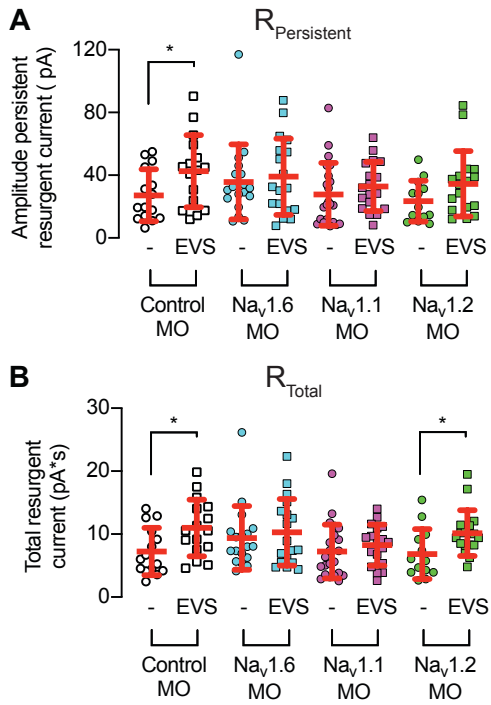 A
R Persistent
Amplitude persistent
resurgent current ( pA)
120
80
40
0
*
- EVS - EVS - EVS - EVS
Control Nav1.6 Nav1.1 Nav1.2
MO MO MO MO
B
R Total
Total resurgent
current (pA*s)
30
20
10
0
* *
- EVS - EVS - EVS - EVS
Control Nav1.6 Nav1.1 Nav1.2
MO MO MO MO